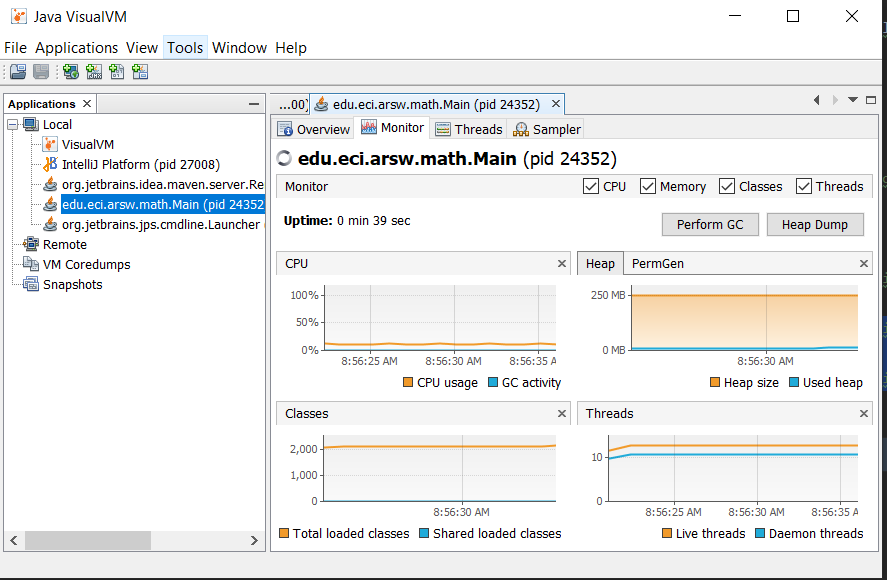 Java VisualVM
File Applications View Tools Window Help
Applications
Local
VisualVM
IntelliJ Platform (pid 27008)
org.jetbrains.idea.maven.server.Re
edu.eci.arsw.math.Main (pid 24352
org.jetbrains.jps.cmdline.Launcher (
Remote
VM Coredumps
Snapshots
...00)
edu.eci.arsw.math.Main (pid 24352)
Overview Monitor Threads Sampler
edu.eci.arsw.math.Main (pid 24352)
Monitor CPU Memory Classes Threads
Uptime: 0 min 39 sec Perform GC Heap Dump
CPU
100%
50%
0%
8:56:25 AM 8:56:30 AM 8:56:35 A
CPU usage GC activity
Heap PermGen
250 MB
0 MB
8:56:30 AM
Heap size Used heap
Classes
2,000
1,000
0
8:56:30 AM
Total loaded classes Shared loaded classes
Threads
10
0
8:56:25 AM 8:56:30 AM 8:56:35 A
Live threads Daemon threads